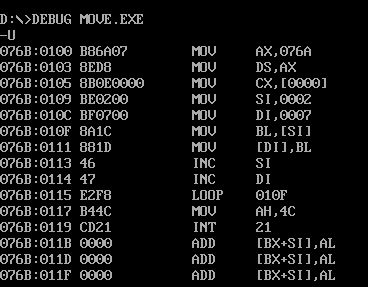 D:\>DEBUG MOVE.EXE
-U
076B:0100 B86A07 MOV AX,076A
076B:0103 8ED8 MOV DS,AX
076B:0105 8B0E0000 MOV CX,[0000]
076B:0109 BE0200 MOV SI,0002
076B:010C BF0700 MOV DI,0007
076B:010F 8A1C MOV BL,[SI]
076B:0111 881D MOV [DI],BL
076B:0113 46 INC SI
076B:0114 47 INC DI
076B:0115 E2F8 LOOP 010F
076B:0117 B44C MOV AH,4C
076B:0119 CD21 INT 21
076B:011B 0000 ADD [BX+SI],AL
076B:011D 0000 ADD [BX+SI],AL
076B:011F 0000 ADD [BX+SI],AL